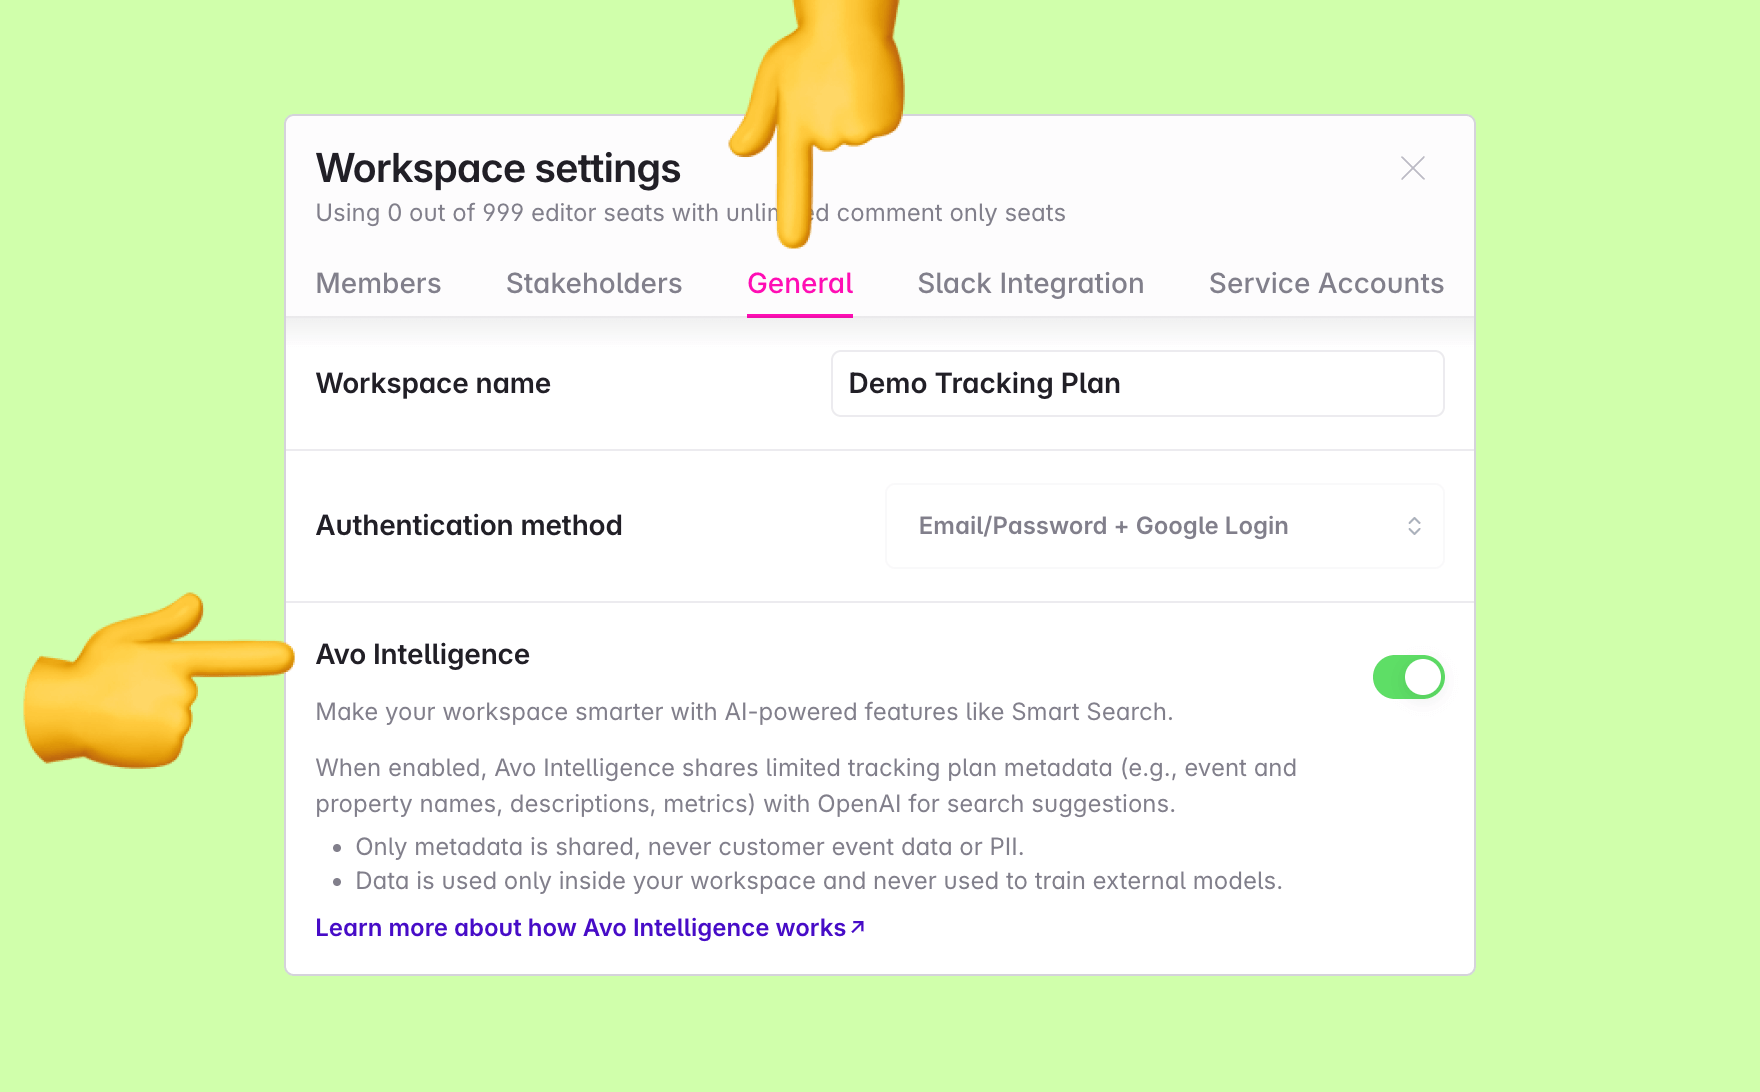 Workspace settings
Using 0 out of 999 editor seats with unlin d comment only seats
Members Stakeholders General Slack Integration Service Accounts
Workspace name Demo Tracking Plan
Authentication method Email/Password + Google Login
Avo Intelligence
Make your workspace smarter with AI-powered features like Smart Search.
When enabled, Avo Intelligence shares limited tracking plan metadata (e.g., event and
property names, descriptions, metrics) with OpenAI for search suggestions.
• Only metadata is shared, never customer event data or PII.
• Data is used only inside your workspace and never used to train external models.
Learn more about how Avo Intelligence works↗